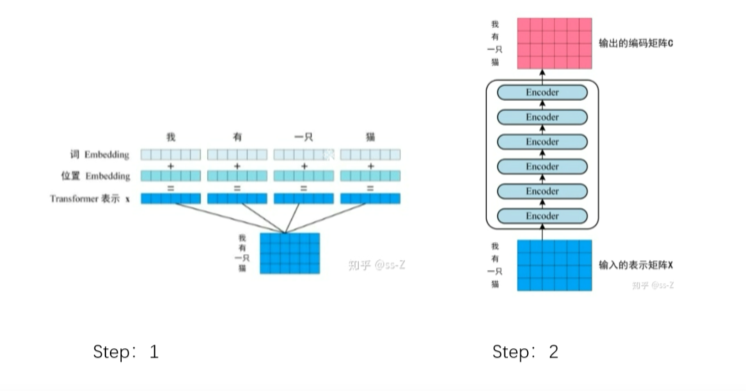 我 有 一只 猫
词 Embedding
+ + + +
位置 Embedding
= = = =
Transformer 表示 x
我
有
一只
猫
知乎 @ss-Z
Step：1
我
有
一只
猫
输出的编码矩阵C
Encoder
Encoder
Encoder
Encoder
Encoder
Encoder
我
有
一只
猫
输入的表示矩阵X
知乎 @ss-Z
Step：2